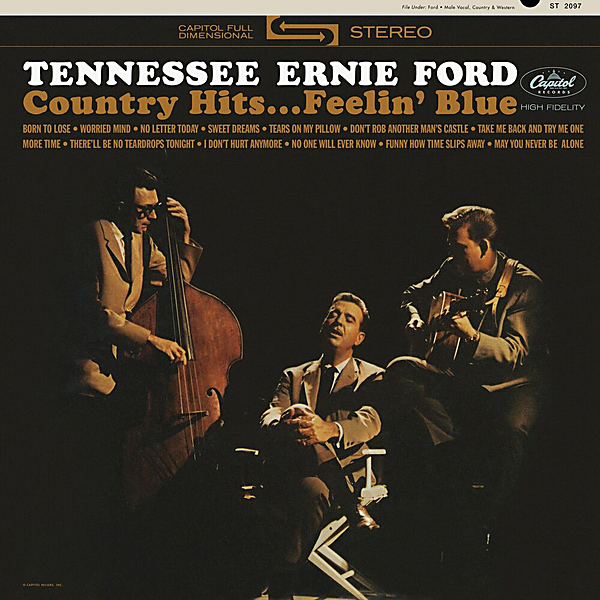 File Under: Ford • Male Vocal, Country & Western
ST 2097
CAPITOL FULL
DIMENSIONAL STEREO
TENNESSEE ERNIE FORD
Country Hits...Feelin' Blue
Capitol
RECORDS
HIGH FIDELITY
BORN TO LOSE • WORRIED MIND • NO LETTER TODAY • SWEET DREAMS • TEARS ON MY PILLOW • DON'T ROB ANOTHER MAN'S CASTLE • TAKE ME BACK AND TRY ME ONE
MORE TIME • THERE'LL BE NO TEARDROPS TONIGHT • I DON'T HURT ANYMORE • NO ONE WILL EVER KNOW • FUNNY HOW TIME SLIPS AWAY • MAY YOU NEVER BE ALONE
© CAPITOL RECORDS, INC.